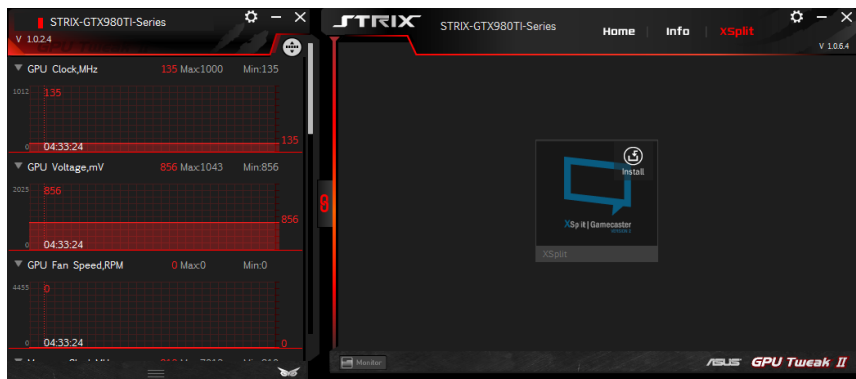 STRIX-GTX980TI-Series
V 1.0.2.4
GPU Clock,MHz 135 Max:1000 Min:135
1012 135
135
0 04:33:24
GPU Voltage,mV 856 Max:1043 Min:856
2025 856
856
0 04:33:24
GPU Fan Speed,RPM 0 Max:0 Min:0
4455 0
0 04:33:24 0
STRIX STRIX-GTX980TI-Series Home Info XSplit
V 1.0.6.4
Install
XSplit | Gamecaster
XSplit
Monitor
ASUS GPU Tweak II